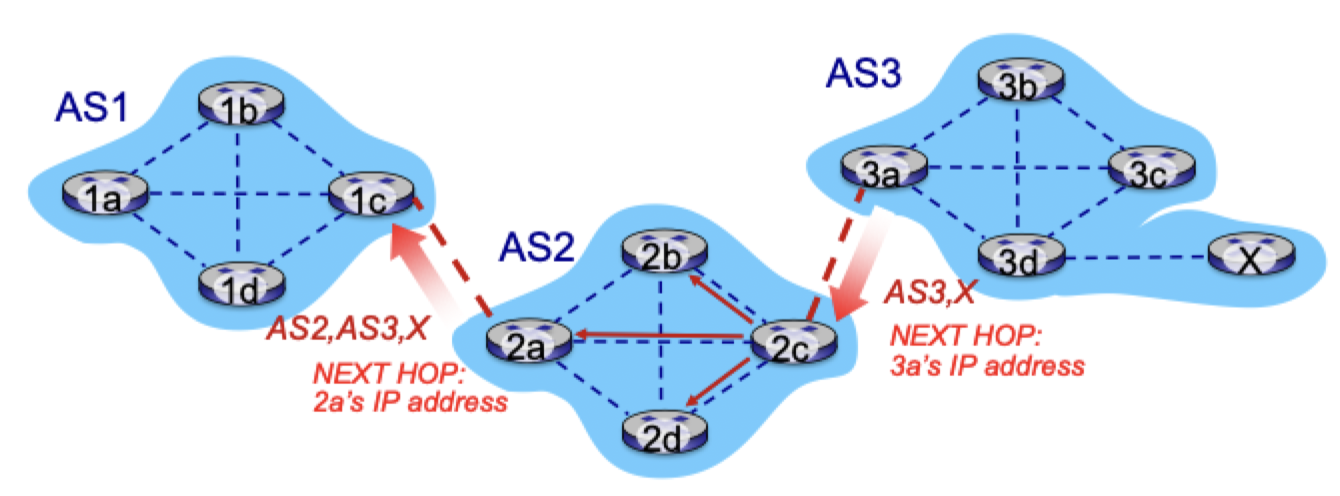 AS1
1b
1a
1c
1d
AS2,AS3,X
NEXT HOP:
2a's IP address
AS2
2b
2a
2c
2d
AS3
3b
3a
3c
3d
X
AS3,X
NEXT HOP:
3a's IP address